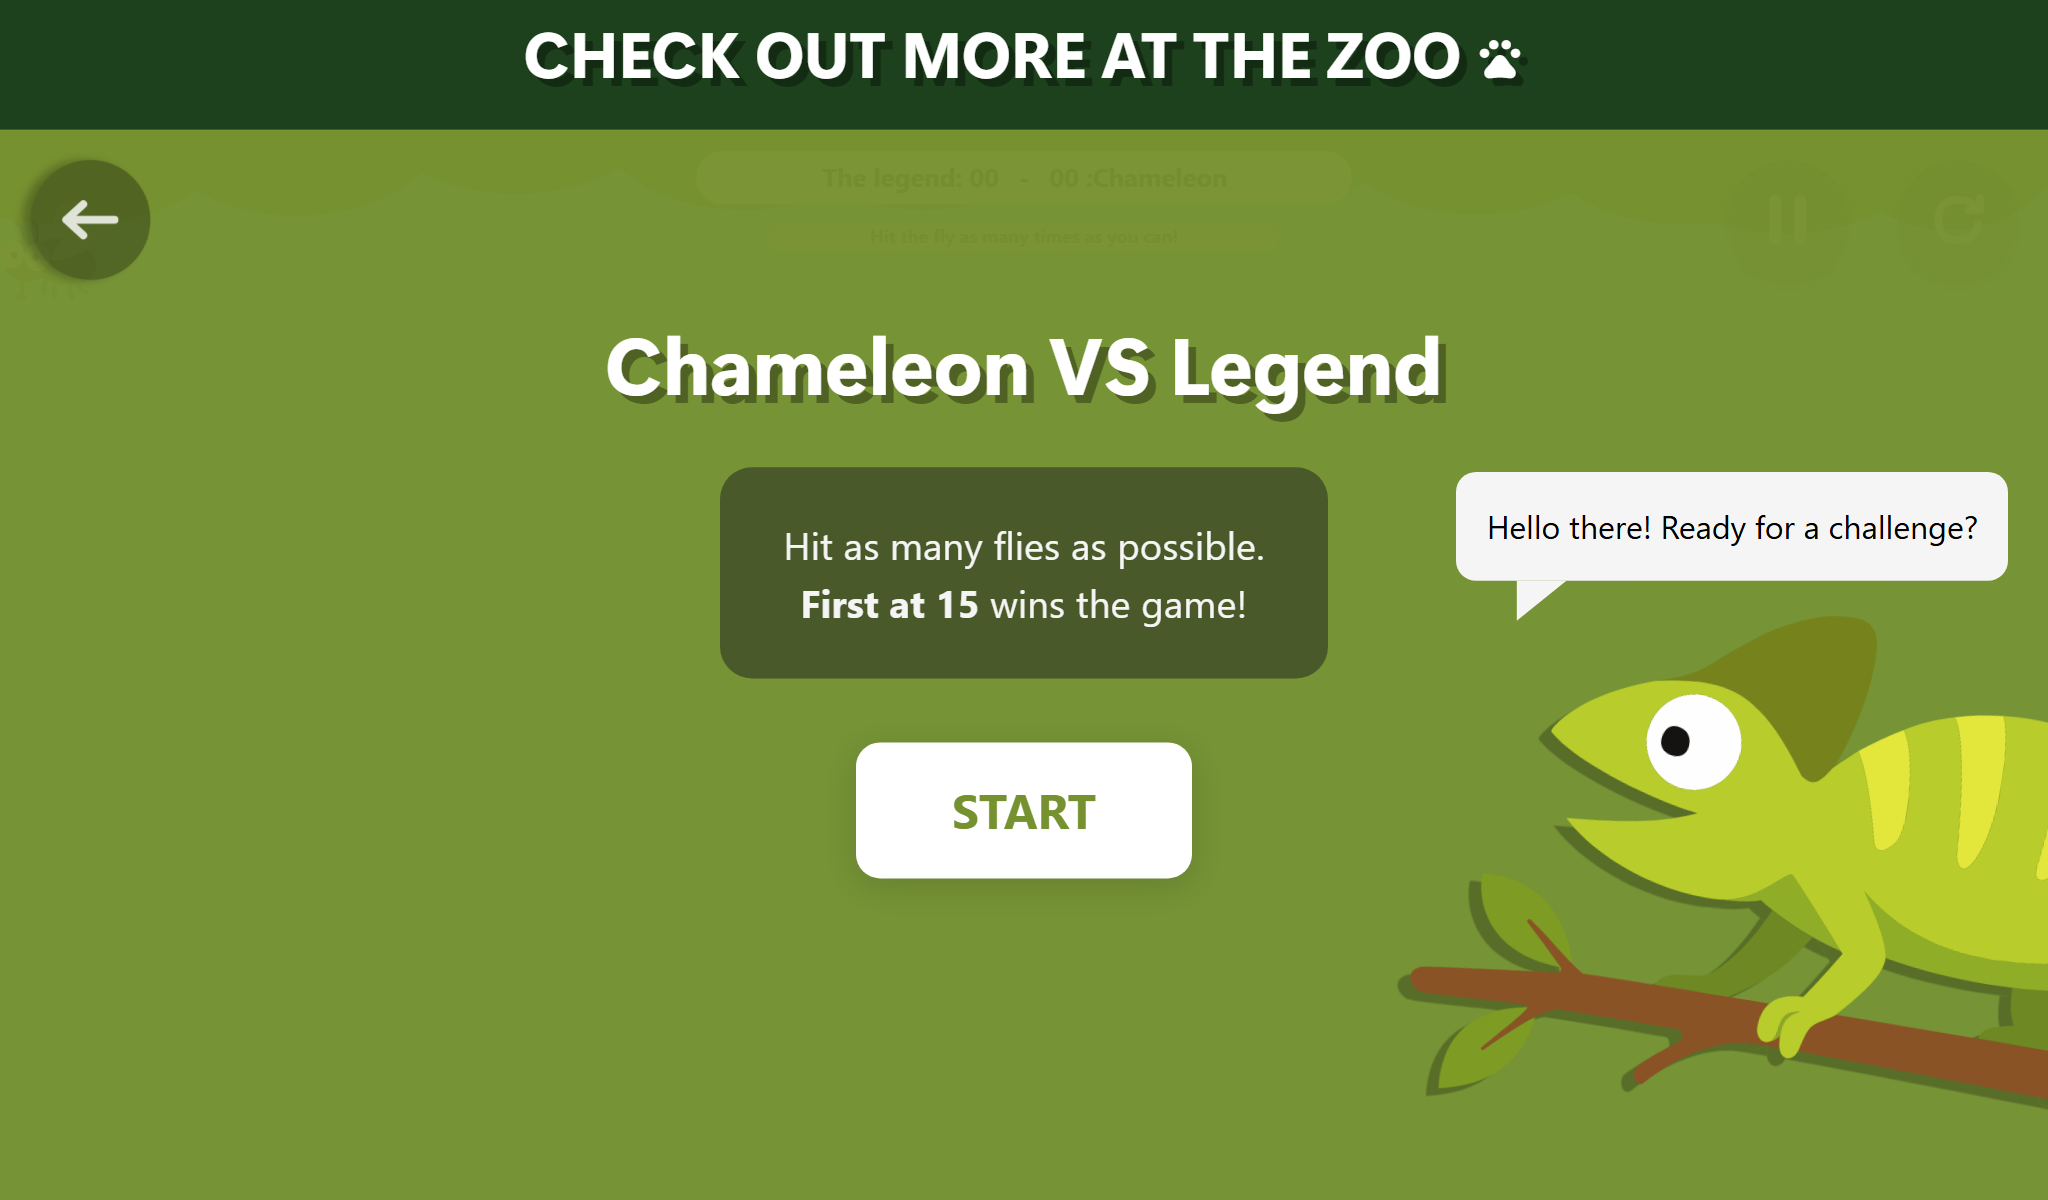 CHECK OUT MORE AT THE ZOO
The legend: 00 - 00 :Chameleon
Hit the fly as many times as you can!
Chameleon VS Legend
Hit as many flies as possible.
First at 15 wins the game!
Hello there! Ready for a challenge?
START